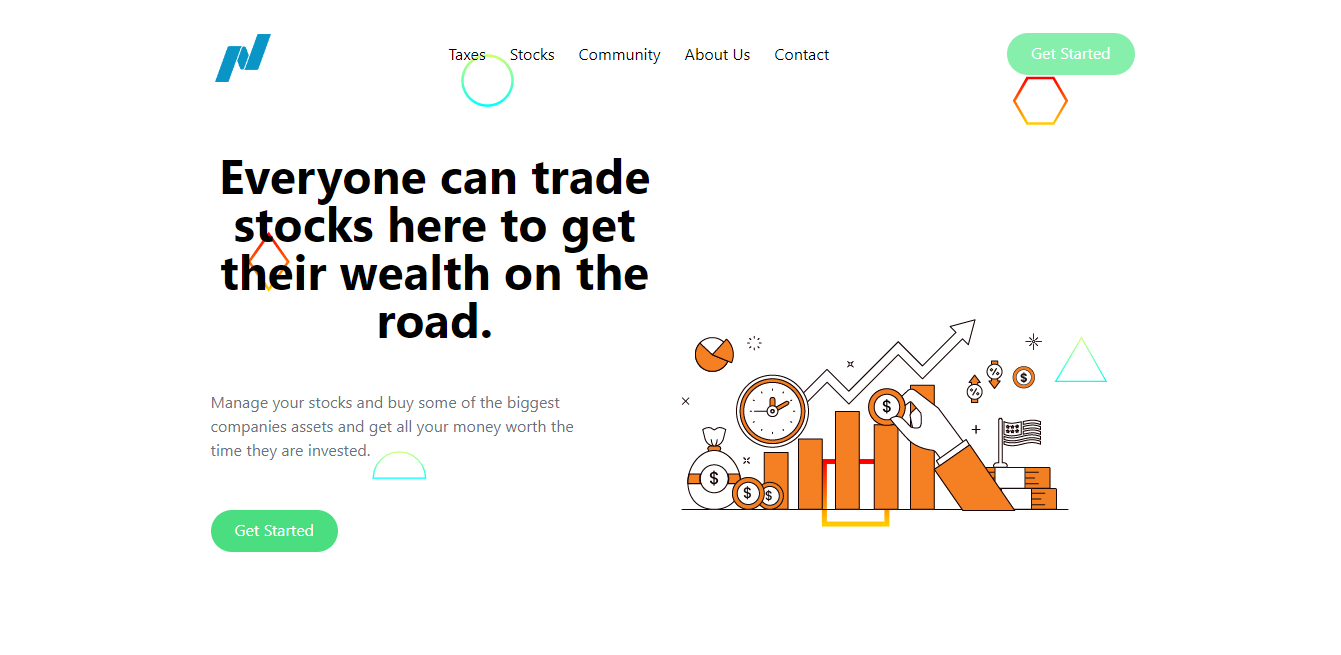 Taxes Stocks Community About Us Contact Get Started
Everyone can trade
stocks here to get
their wealth on the
road.
Manage your stocks and buy some of the biggest
companies assets and get all your money worth the
time they are invested.
Get Started
$
$
$
$
$
%
%